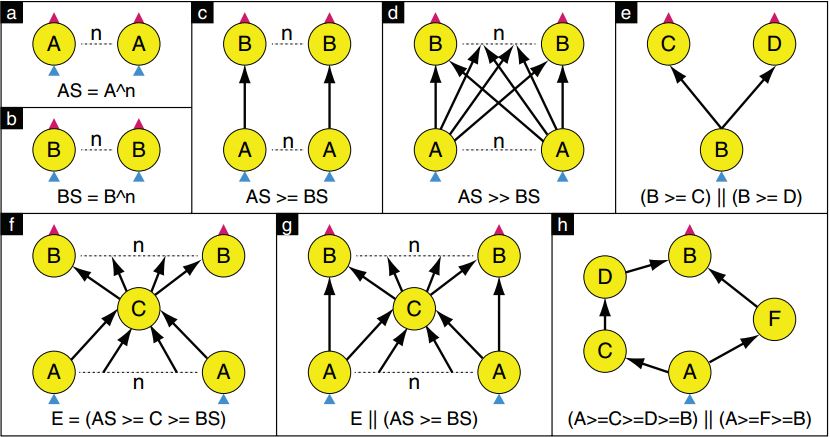 a
A n A
AS = A^n
b
B n B
BS = B^n
c
B n B
A n A
AS >= BS
d
B n B
A n A
AS >> BS
e
C D
B
(B >= C) || (B >= D)
f
B n B
C
A n A
E = (AS >= C >= BS)
g
B n B
C
A n A
E || (AS >= BS)
h
B
D
F
C
A
(A>=C>=D>=B) || (A>=F>=B)